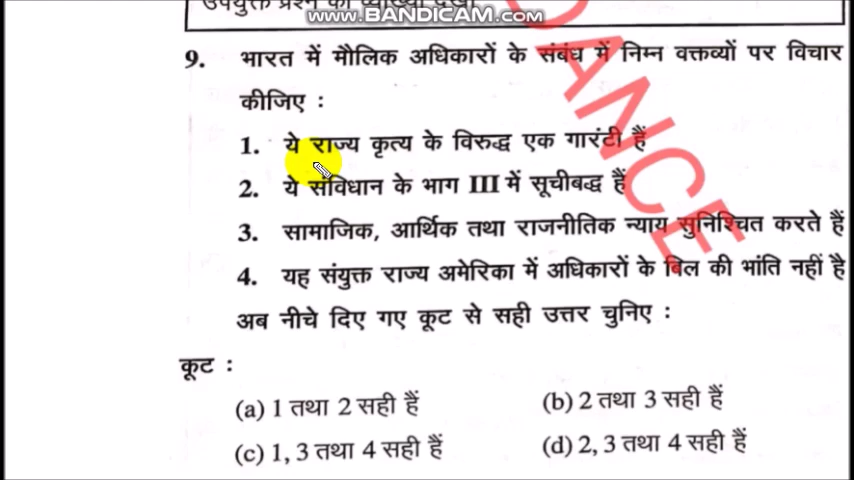 उपर्युक्त प्रश्न की व्याख्या देखें
www.BANDICAM.com
9. भारत में मौलिक अधिकारों के संबंध में निम्न वक्तव्यों पर विचार
कीजिए :
1. ये राज्य कृत्य के विरुद्ध एक गारंटी हैं
2. ये संविधान के भाग III में सूचीबद्ध हैं
3. सामाजिक, आर्थिक तथा राजनीतिक न्याय सुनिश्चित करते हैं
4. यह संयुक्त राज्य अमेरिका में अधिकारों के बिल की भांति नहीं है
अब नीचे दिए गए कूट से सही उत्तर चुनिए :
कूट :
(a) 1 तथा 2 सही हैं (b) 2 तथा 3 सही हैं
(c) 1, 3 तथा 4 सही हैं (d) 2, 3 तथा 4 सही हैं